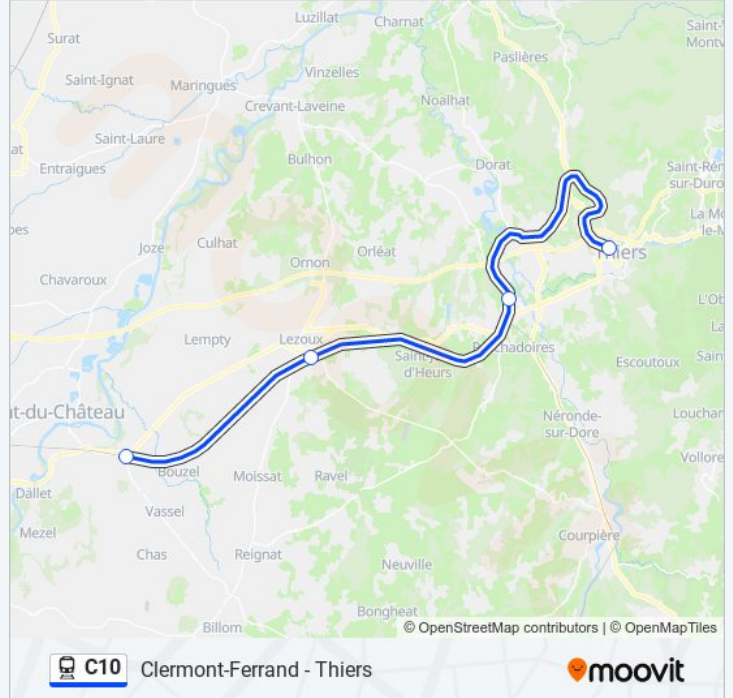 Luzillat
Charnat
Surat
Saint-
Montv
Paslières
Saint-Ignat
Maringues
Vinzelles
Crevant-Laveine
Noalhat
Saint-Laure
at
Bulhon
Dorat
Entraigues
Saint-Rém
sur-Duro
La Mo
le-M
pes
Joze
Culhat
Ornon
Orléat
Thiers
Chavaroux
L'Ob
Lempty
Lezoux
La
Saint-J
d'Heurs
Peschadoires
Escoutoux
Sain
nt-du-Château
Néronde-
sur-Dore
Louchar
Bouzel
Moissat
Ravel
Vollore
Dallet
Vassel
Mezel
Courpière
Chas
Reignat
Neuville
Bongheat
Billom
© OpenStreetMap contributors | © OpenMapTiles
C10 Clermont-Ferrand - Thiers
moovit